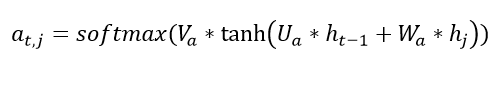 a_{t,j} = softmax(V_a * tanh(U_a * h_{t-1} + W_a * h_j))